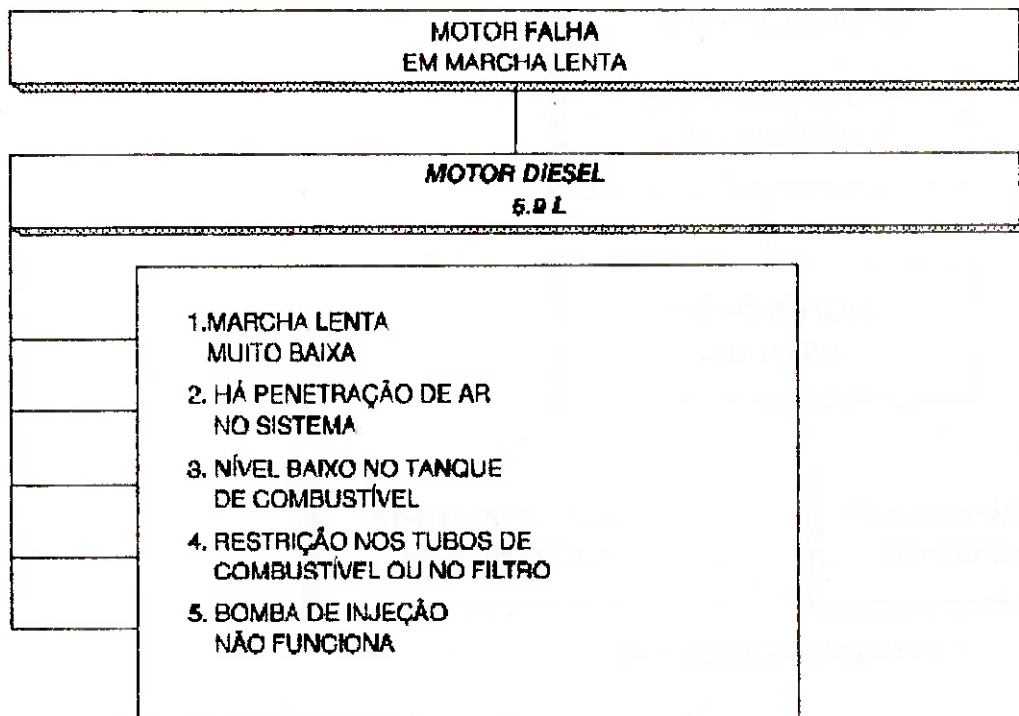 MOTOR FALHA
EM MARCHA LENTA
MOTOR DIESEL
5.9 L
1.MARCHA LENTA
MUITO BAIXA
2. HÁ PENETRAÇÃO DE AR
NO SISTEMA
3. NÍVEL BAIXO NO TANQUE
DE COMBUSTÍVEL
4. RESTRIÇÃO NOS TUBOS DE
COMBUSTÍVEL OU NO FILTRO
5. BOMBA DE INJEÇÃO
NÃO FUNCIONA